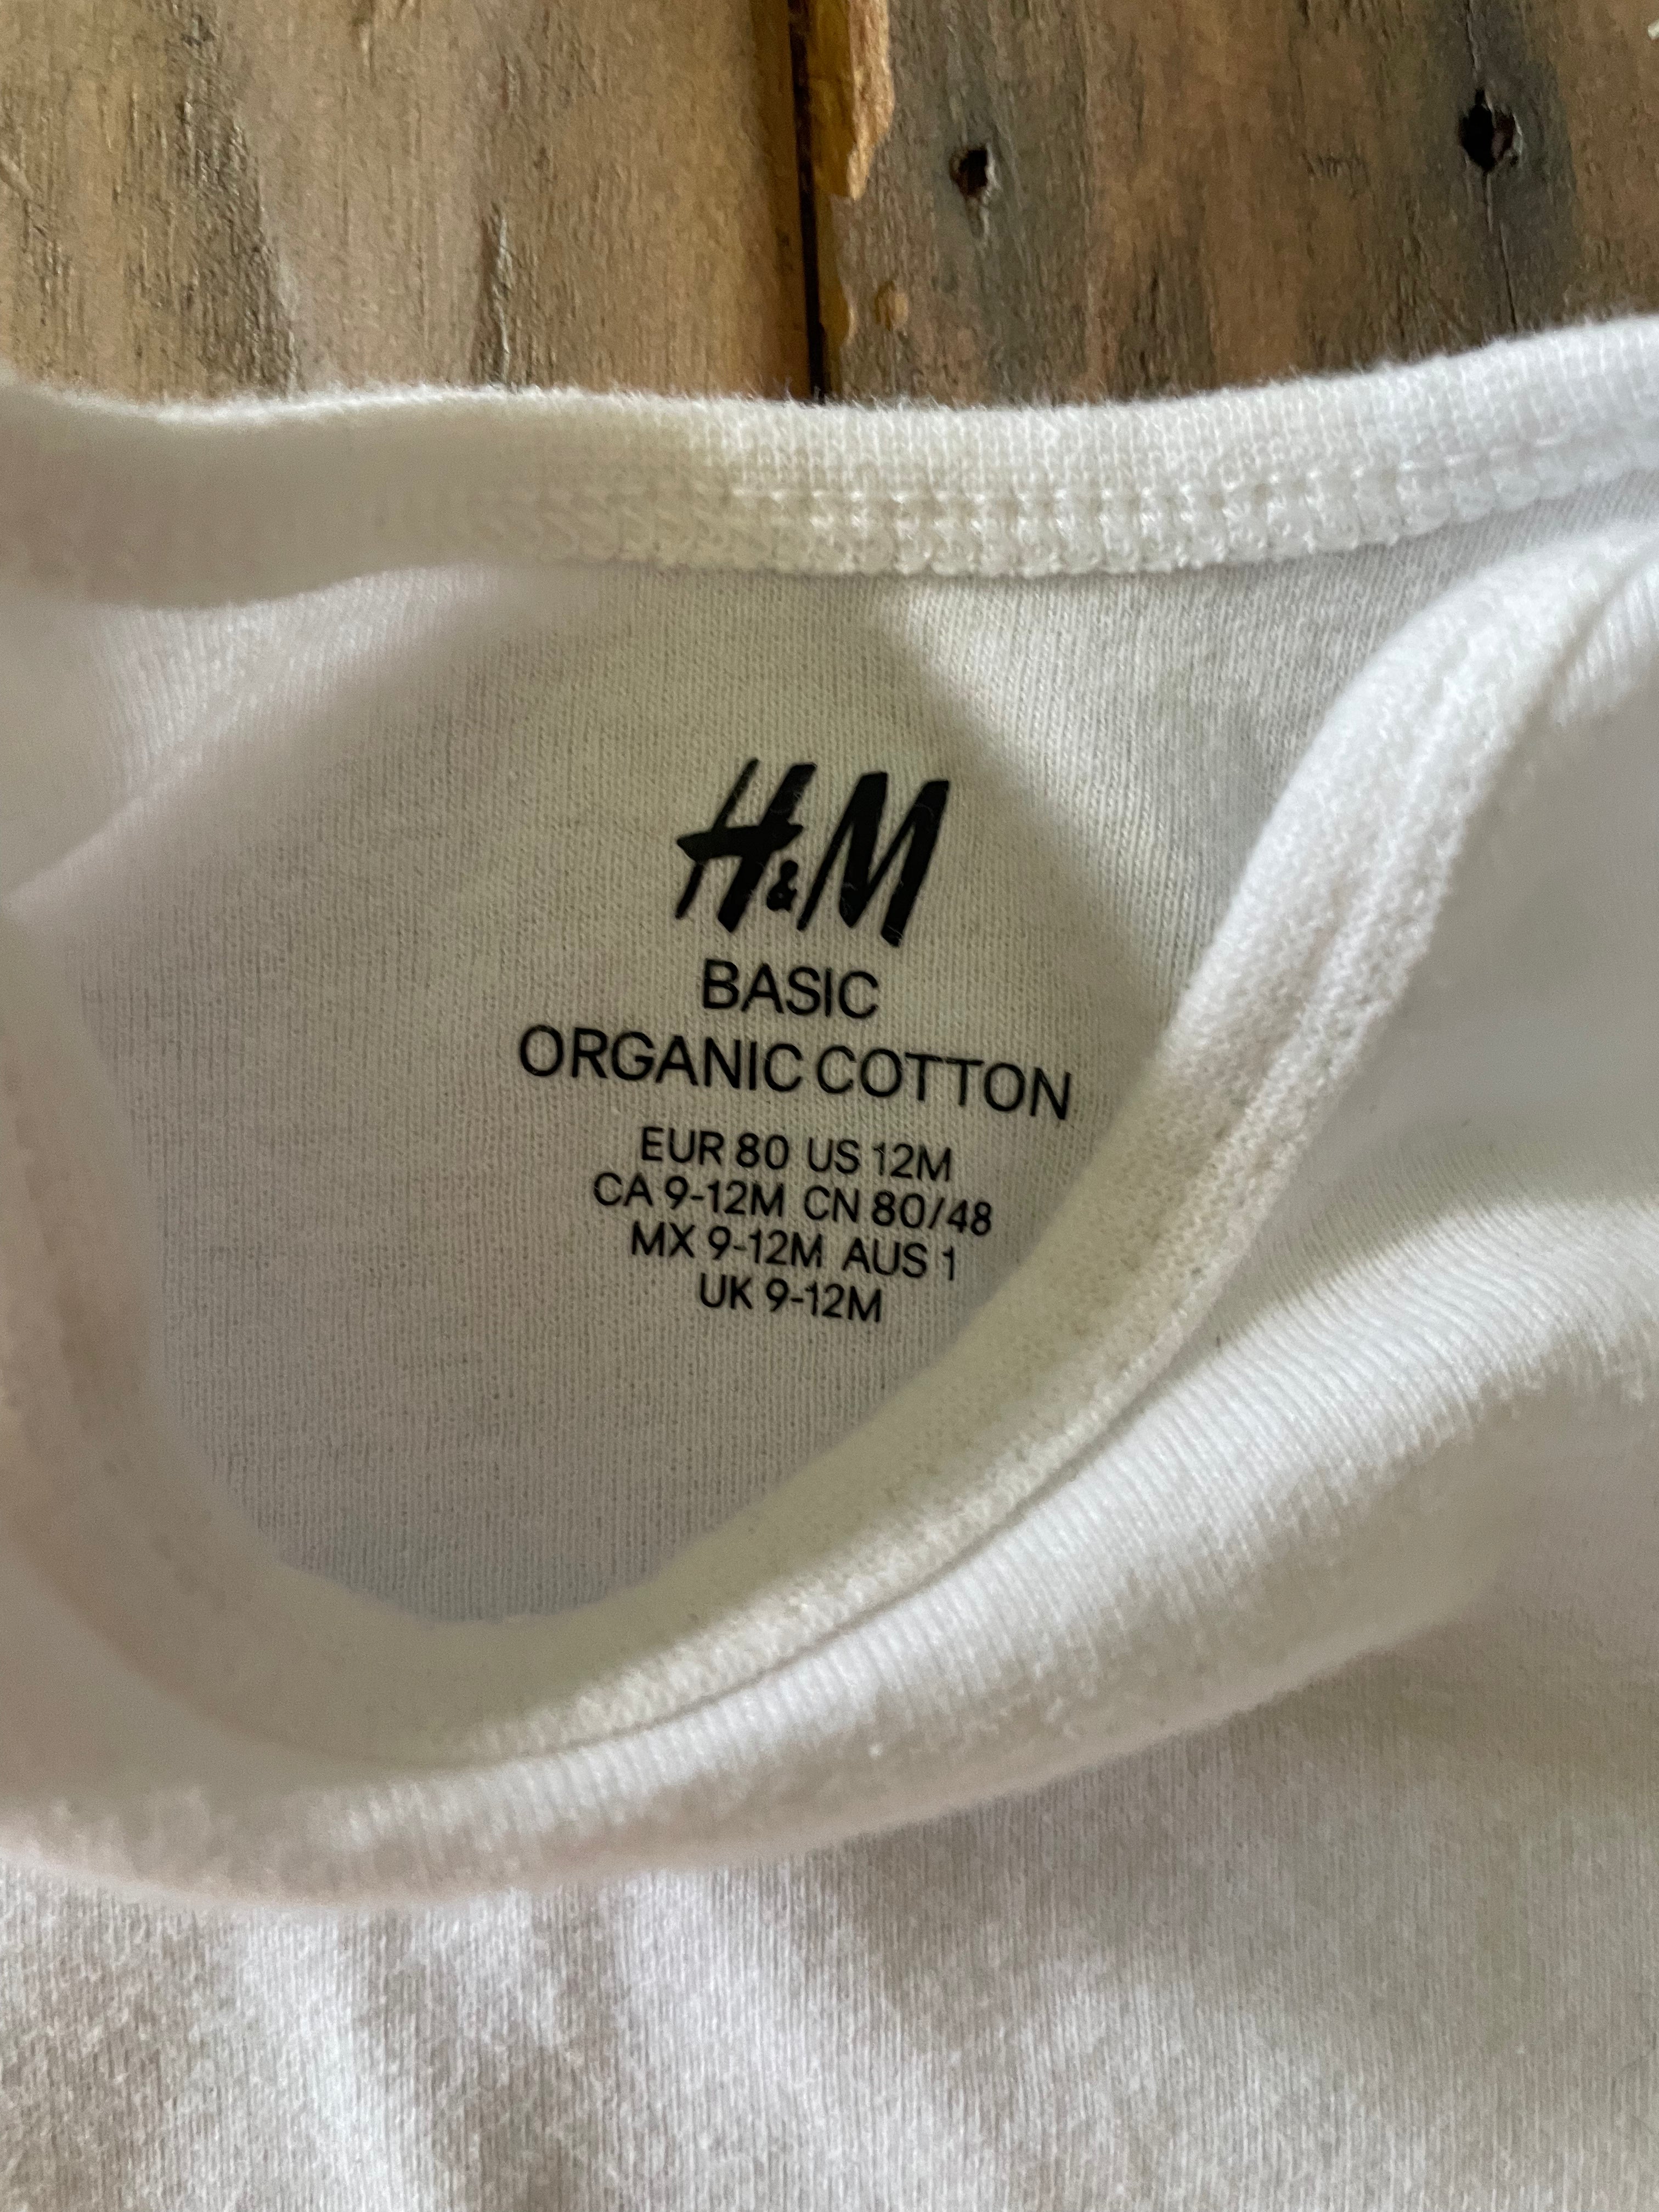 H&M
BASIC
ORGANIC COTTON
EUR 80 US 12M
CA 9-12M CN 80/48
MX 9-12M AUS 1
UK 9-12M